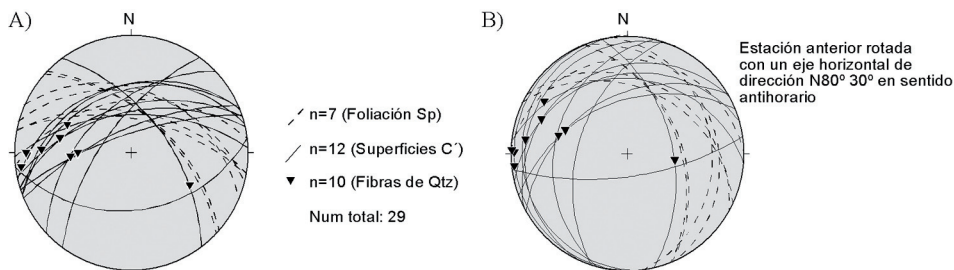 A)
N
n=7 (Foliación Sp)
n=12 (Superficies C´)
n=10 (Fibras de Qtz)
Num total: 29
B)
N
Estación anterior rotada
con un eje horizontal de
dirección N80º 30º en sentido
antihorario